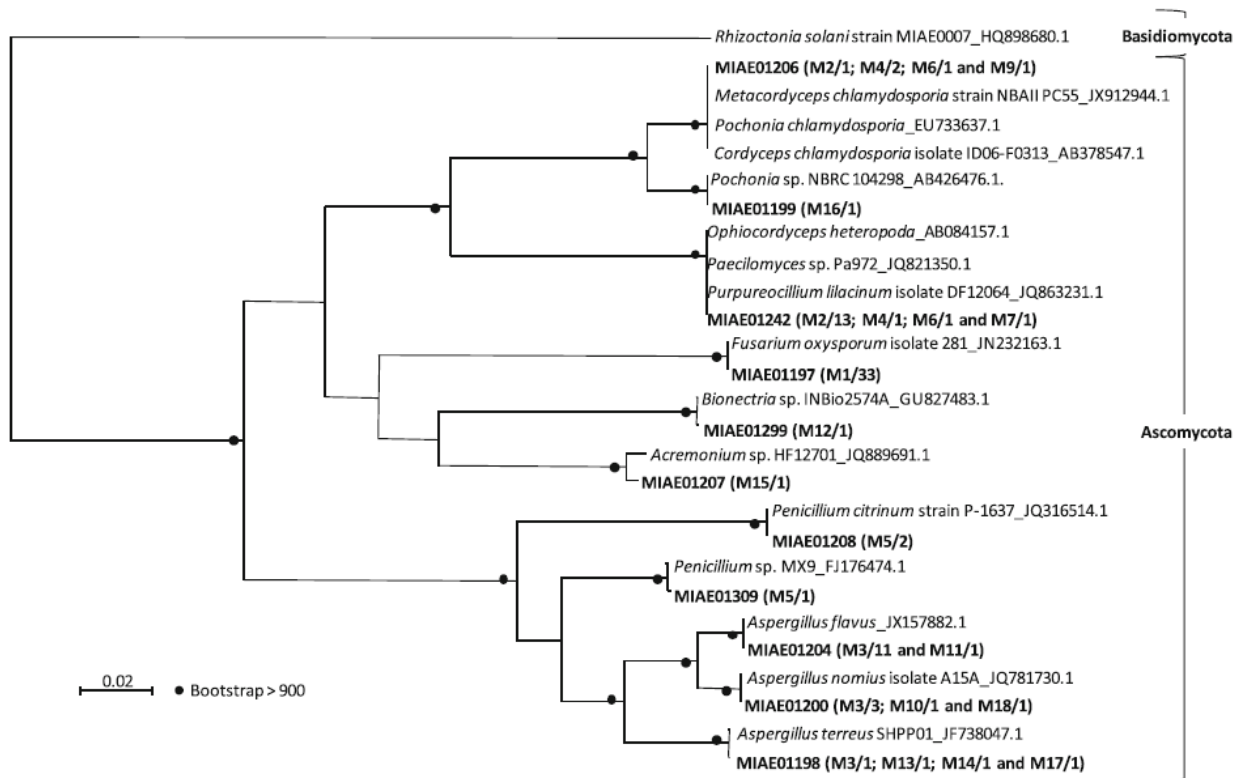 Rhizoctonia solani strain MIAE0007_HQ898680.1
Basidiomycota
MIAE01206 (M2/1; M4/2; M6/1 and M9/1)
Metacordyceps chlamydosporia strain NBAII PC55_JX912944.1
Pochonia chlamydosporia_EU733637.1
Cordyceps chlamydosporia isolate ID06-F0313_AB378547.1
Pochonia sp. NBRC 104298_AB426476.1.
MIAE01199 (M16/1)
Ophiocordyceps heteropoda_AB084157.1
Paecilomyces sp. Pa972_JQ821350.1
Purpureocillium lilacinum isolate DF12064_JQ863231.1
MIAE01242 (M2/13; M4/1; M6/1 and M7/1)
Fusarium oxysporum isolate 281_JN232163.1
MIAE01197 (M1/33)
Bionectria sp. INBio2574A_GU827483.1
MIAE01299 (M12/1)
Ascomycota
Acremonium sp. HF12701_JQ889691.1
MIAE01207 (M15/1)
Penicillium citrinum strain P-1637_JQ316514.1
MIAE01208 (M5/2)
Penicillium sp. MX9_FJ176474.1
MIAE01309 (M5/1)
Aspergillus flavus_JX157882.1
MIAE01204 (M3/11 and M11/1)
Aspergillus nomius isolate A15A_JQ781730.1
MIAE01200 (M3/3; M10/1 and M18/1)
Aspergillus terreus SHPP01_JF738047.1
MIAE01198 (M3/1; M13/1; M14/1 and M17/1)
0.02
Bootstrap > 900